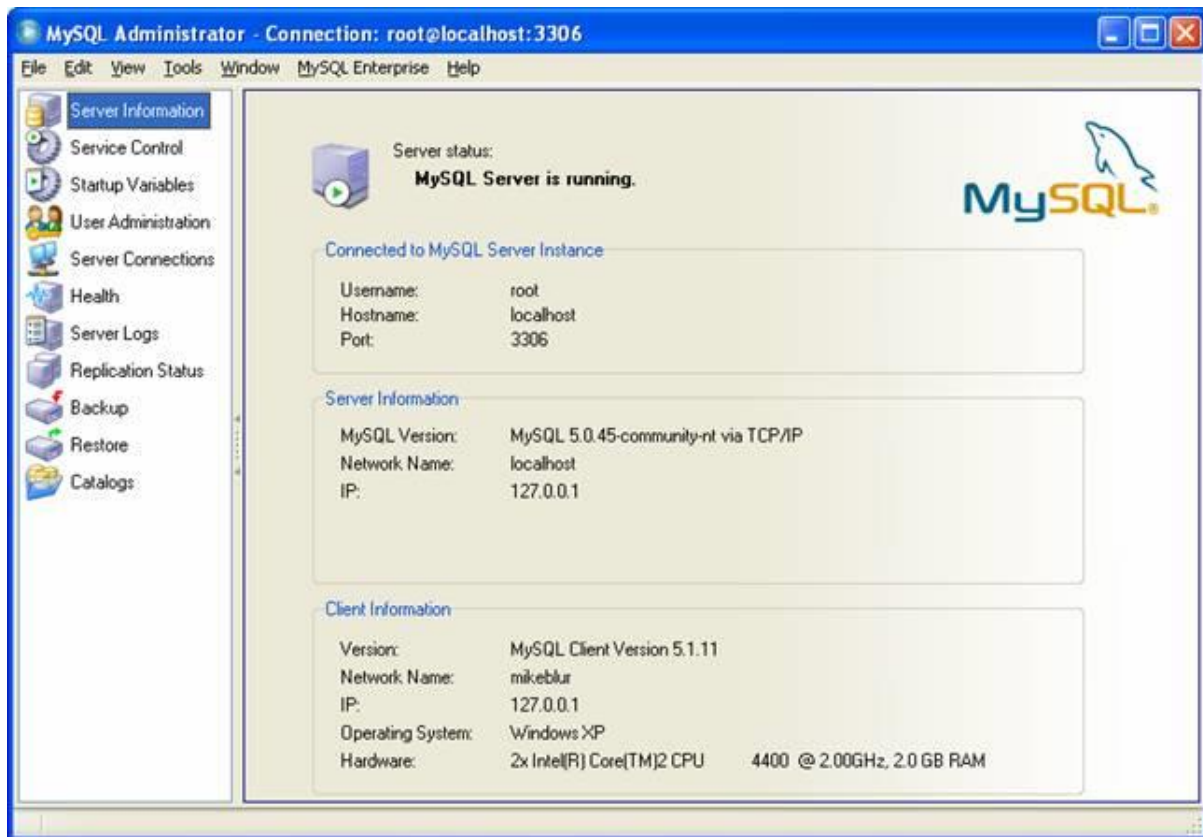 MySQL Administrator - Connection: root@localhost:3306
File Edit View Tools Window MySQL Enterprise Help
Server Information
Service Control
Startup Variables
User Administration
Server Connections
Health
Server Logs
Replication Status
Backup
Restore
Catalogs
Server status:
MySQL Server is running.
MySQL®
Connected to MySQL Server Instance
Username: root
Hostname: localhost
Port: 3306
Server Information
MySQL Version: MySQL 5.0.45-community-nt via TCP/IP
Network Name: localhost
IP: 127.0.0.1
Client Information
Version: MySQL Client Version 5.1.11
Network Name: mikeblur
IP: 127.0.0.1
Operating System: Windows XP
Hardware: 2x Intel(R) Core(TM)2 CPU 4400 @ 2.00GHz, 2.0 GB RAM